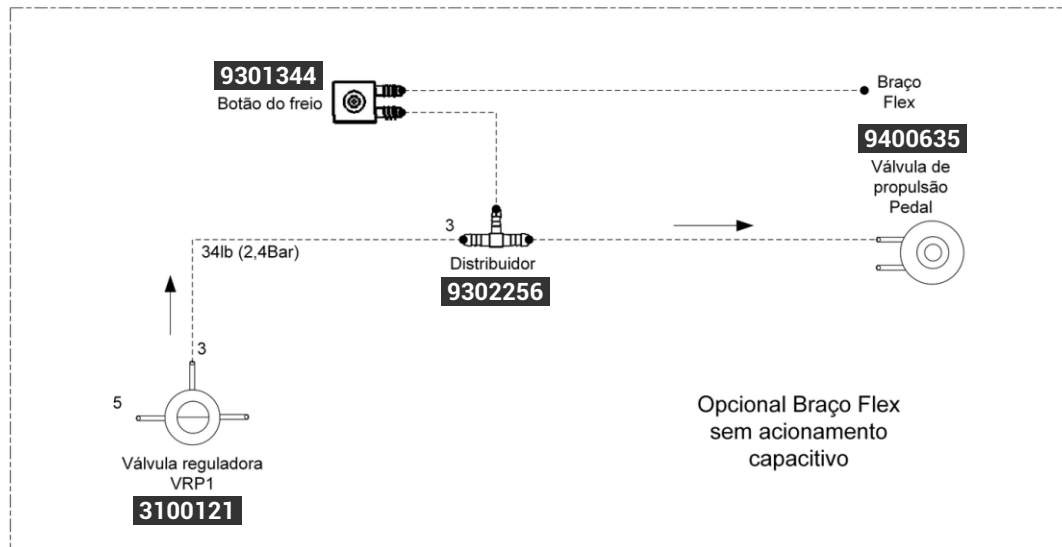 9301344
Botão do freio
Braço
Flex
9400635
Válvula de
propulsão
Pedal
3
34lb (2,4Bar)
Distribuidor
9302256
3
5
Válvula reguladora
VRP1
3100121
Opcional Braço Flex
sem acionamento
capacitivo